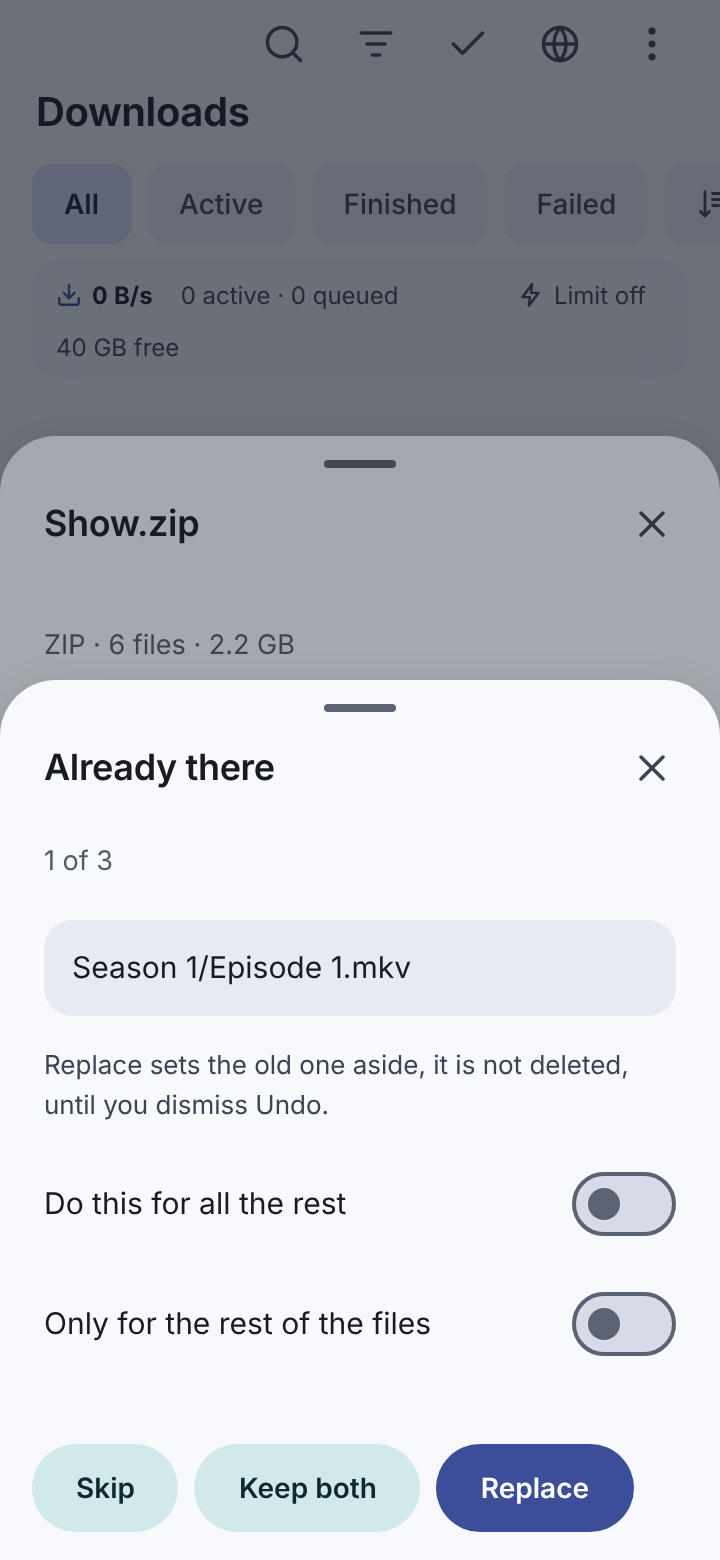 Downloads
All
Active
Finished
Failed
0 B/s
0 active · 0 queued
Limit off
40 GB free
Show.zip
ZIP · 6 files · 2.2 GB
Already there
1 of 3
Season 1/Episode 1.mkv
Replace sets the old one aside, it is not deleted,
until you dismiss Undo.
Do this for all the rest
Only for the rest of the files
Skip
Keep both
Replace